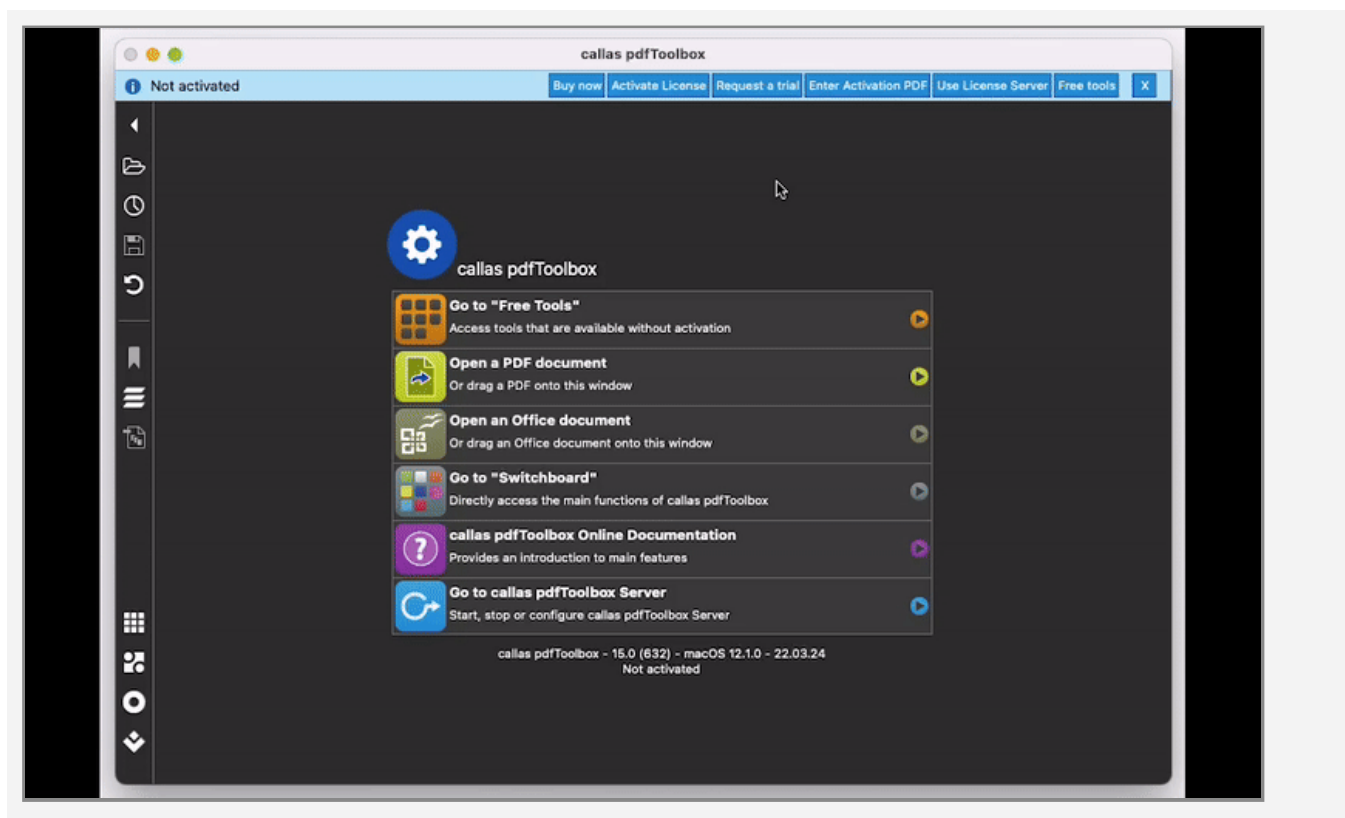 callas pdfToolbox
Not activated
Buy now Activate License Request a trial Enter Activation PDF Use License Server Free tools X
callas pdfToolbox
Go to "Free Tools"
Access tools that are available without activation
Open a PDF document
Or drag a PDF onto this window
Open an Office document
Or drag an Office document onto this window
Go to "Switchboard"
Directly access the main functions of callas pdfToolbox
callas pdfToolbox Online Documentation
Provides an introduction to main features
Go to callas pdfToolbox Server
Start, stop or configure callas pdfToolbox Server
callas pdfToolbox - 15.0 (632) - macOS 12.1.0 - 22.03.24
Not activated